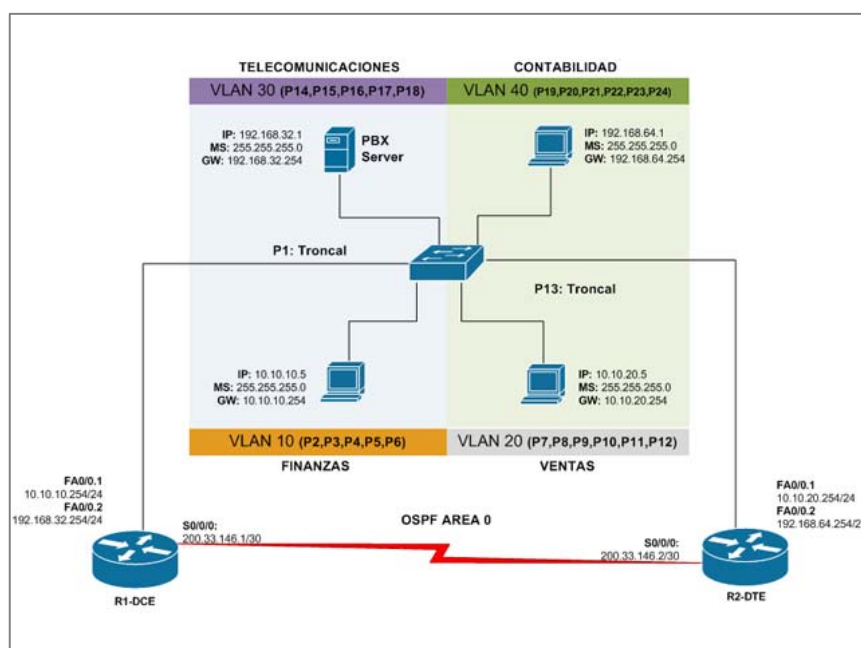 TELECOMUNICACIONES
CONTABILIDAD
VLAN 30 (P14,P15,P16,P17,P18)
VLAN 40 (P19,P20,P21,P22,P23,P24)
IP: 192.168.32.1
MS: 255.255.255.0
GW: 192.168.32.254
PBX
Server
IP: 192.168.64.1
MS: 255.255.255.0
GW: 192.168.64.254
P1: Troncal
P13: Troncal
IP: 10.10.10.5
MS: 255.255.255.0
GW: 10.10.10.254
IP: 10.10.20.5
MS: 255.255.255.0
GW: 10.10.20.254
VLAN 10 (P2,P3,P4,P5,P6)
VLAN 20 (P7,P8,P9,P10,P11,P12)
FINANZAS
VENTAS
FA0/0.1
10.10.10.254/24
FA0/0.2
192.168.32.254/24
FA0/0.1
10.10.20.254/24
FA0/0.2
192.168.64.254/2
OSPF AREA 0
S0/0/0:
200.33.146.1/30
S0/0/0:
200.33.146.2/30
R1-DCE
R2-DTE